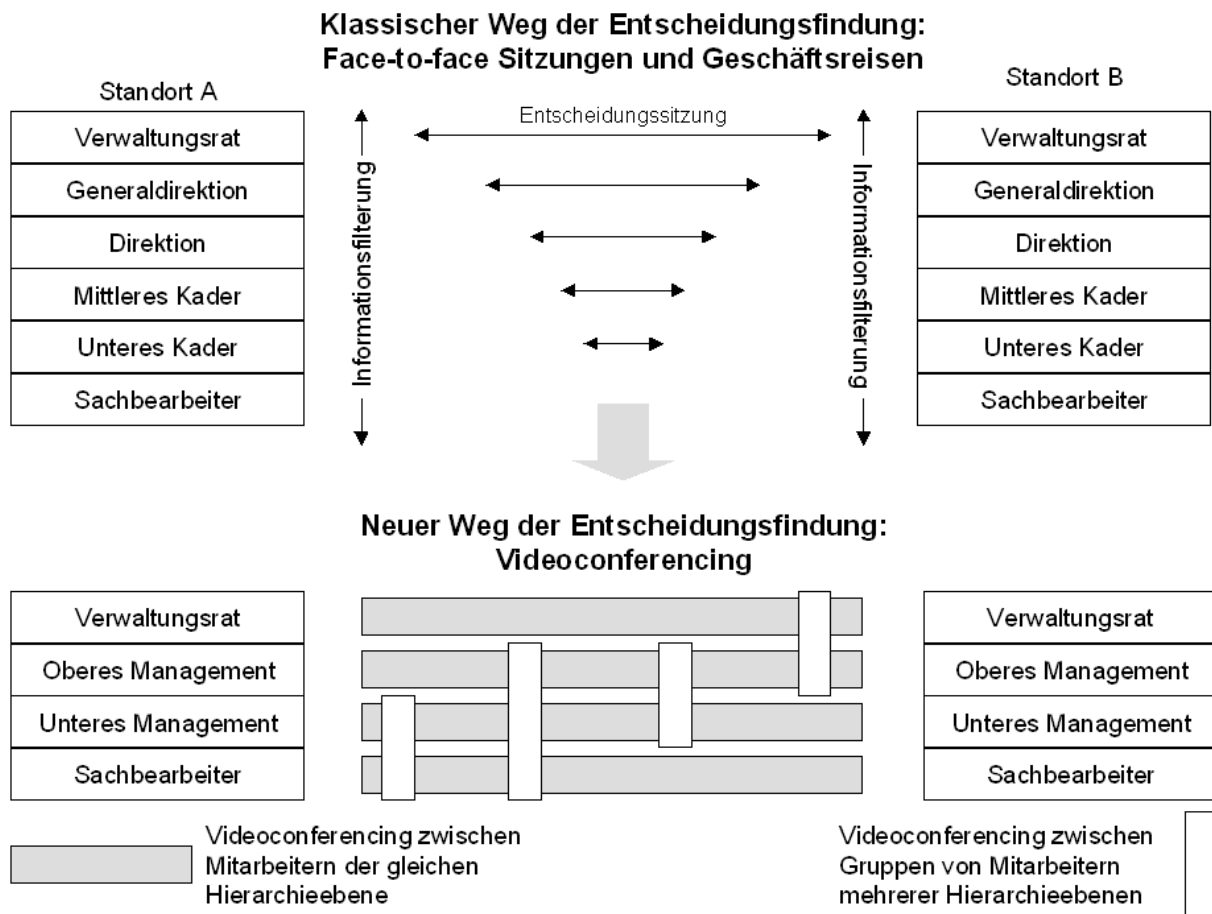 Klassischer Weg der Entscheidungsfindung:
Face-to-face Sitzungen und Geschäftsreisen
Standort A
Standort B
Verwaltungsrat
Generaldirektion
Direktion
Mittleres Kader
Unteres Kader
Sachbearbeiter
Informationsfilterung
Entscheidungssitzung
Informationsfilterung
Verwaltungsrat
Generaldirektion
Direktion
Mittleres Kader
Unteres Kader
Sachbearbeiter
Neuer Weg der Entscheidungsfindung:
Videoconferencing
Verwaltungsrat
Oberes Management
Unteres Management
Sachbearbeiter
Verwaltungsrat
Oberes Management
Unteres Management
Sachbearbeiter
Videoconferencing zwischen
Mitarbeitern der gleichen
Hierarchieebene
Videoconferencing zwischen
Gruppen von Mitarbeitern
mehrerer Hierarchieebenen